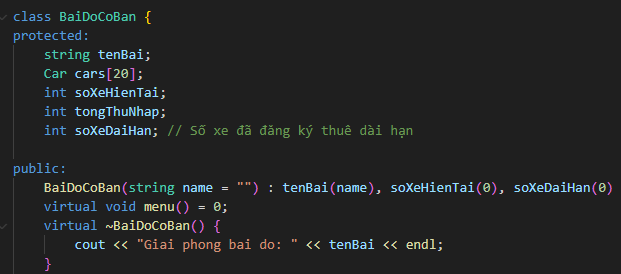 class BaiDoCoBan {
protected:
    string tenBai;
    Car cars[20];
    int soXeHienTai;
    int tongThuNhap;
    int soXeDaiHan; // Số xe đã đăng ký thuê dài hạn
public:
    BaiDoCoBan(string name = "") : tenBai(name), soXeHienTai(0), soXeDaiHan(0)
    virtual void menu() = 0;
    virtual ~BaiDoCoBan() {
        cout << "Giai phong bai do: " << tenBai << endl;
    }